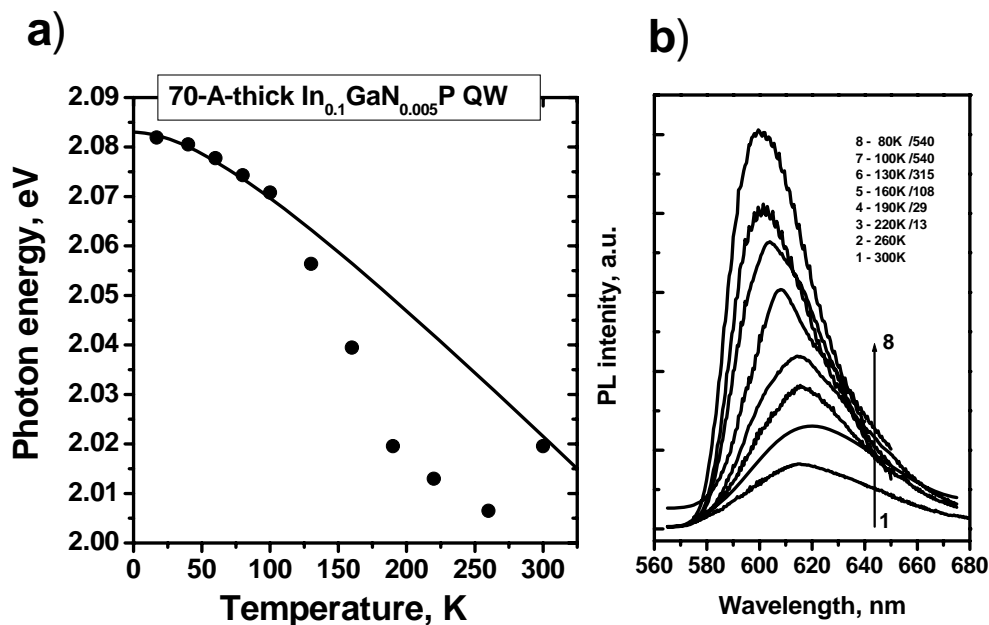 a)
70-A-thick In0.1GaN0.005P QW
2.09
2.08
2.07
2.06
2.05
2.04
2.03
2.02
2.01
2.00
Photon energy, eV
0 50 100 150 200 250 300
Temperature, K
b)
8 - 80K /540
7 - 100K /540
6 - 130K /315
5 - 160K /108
4 - 190K /29
3 - 220K /13
2 - 260K
1 - 300K
8
1
PL intenity, a.u.
560 580 600 620 640 660 680
Wavelength, nm